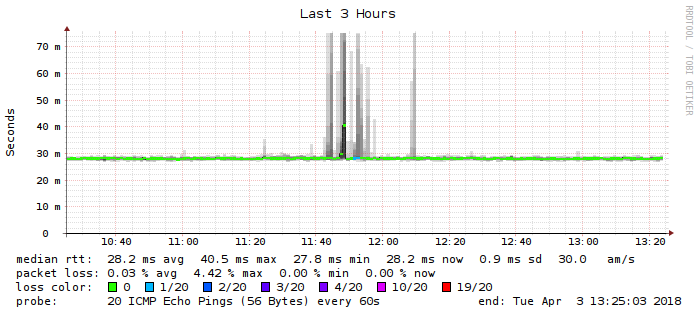 Last 3 Hours
RRDTOOL / TOBI OETIKER
Seconds
70 m
60 m
50 m
40 m
30 m
20 m
10 m
0
10:40 11:00 11:20 11:40 12:00 12:20 12:40 13:00 13:20
median rtt: 28.2 ms avg 40.5 ms max 27.8 ms min 28.2 ms now 0.9 ms sd 30.0 am/s
packet loss: 0.03 % avg 4.42 % max 0.00 % min 0.00 % now
loss color: 0 1/20 2/20 3/20 4/20 10/20 19/20
probe: 20 ICMP Echo Pings (56 Bytes) every 60s end: Tue Apr 3 13:25:03 2018